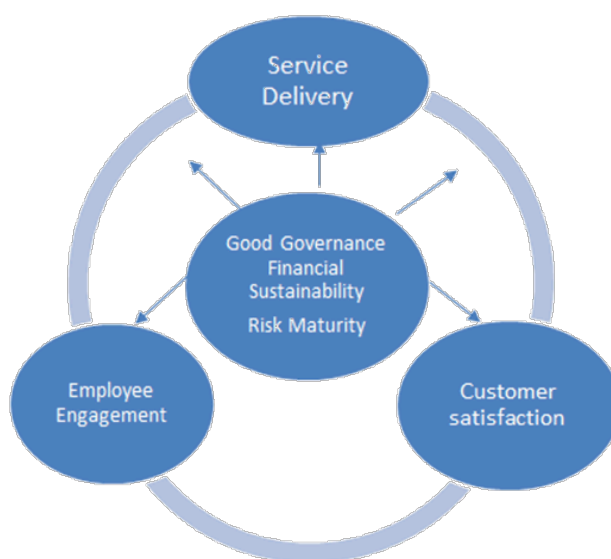 Service
Delivery
Good Governance
Financial
Sustainability
Risk Maturity
Employee
Engagement
Customer
satisfaction